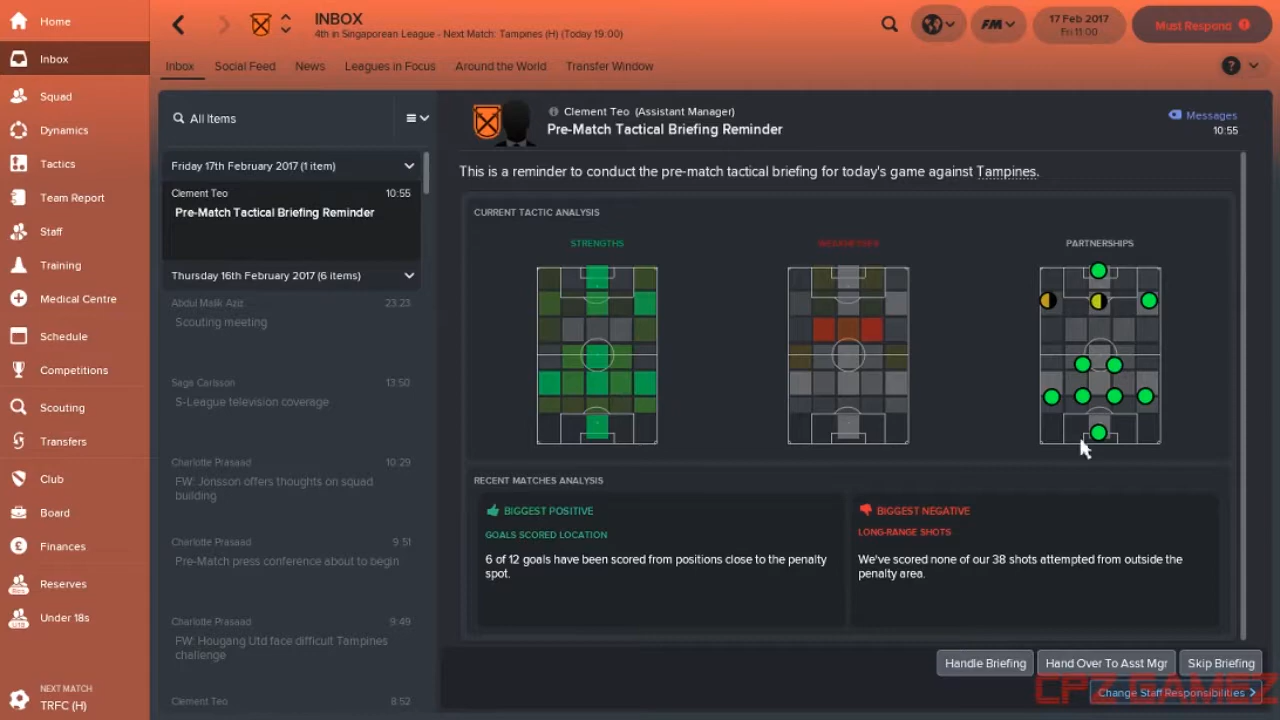 Home
Inbox
Squad
Dynamics
Tactics
Team Report
Staff
Training
Medical Centre
Schedule
Competitions
Scouting
Transfers
Club
Board
Finances
Reserves
Under 18s
NEXT MATCH
TRFC (H)
INBOX
4th in Singaporean League - Next Match: Tampines (H) (Today 19.00)
FM
17 Feb 2017
Fri 11:00
Must Respond
Inbox
Social Feed
News
Leagues in Focus
Around the World
Transfer Window
All Items
Friday 17th February 2017 (1 item)
Clement Teo 10:55
Pre-Match Tactical Briefing Reminder
Thursday 16th February 2017 (6 items)
Abdul Malik Aziz 23:23
Scouting meeting
Saga Carlsson 13:50
S-League television coverage
Charlotte Prasaad 10:29
FW: Jonsson offers thoughts on squad
building
Charlotte Prasaad 9:51
Pre-Match press conference about to begin
Charlotte Prasaad 9:49
FW: Hougang Utd face difficult Tampines
challenge
Clement Teo 8:52
Clement Teo (Assistant Manager)
Pre-Match Tactical Briefing Reminder
Messages
10:55
This is a reminder to conduct the pre-match tactical briefing for today's game against Tampines.
CURRENT TACTIC ANALYSIS
STRENGTHS
WEAKNESSES
PARTNERSHIPS
RECENT MATCHES ANALYSIS
BIGGEST POSITIVE
GOALS SCORED LOCATION
6 of 12 goals have been scored from positions close to the penalty
spot.
BIGGEST NEGATIVE
LONG-RANGE SHOTS
We've scored none of our 38 shots attempted from outside the
penalty area.
Handle Briefing
Hand Over To Asst Mgr
Skip Briefing
Change Staff Responsibilities >
CPZ GAMEZ